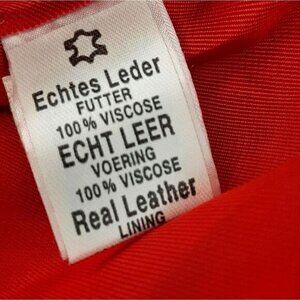 Echtes Leder
FUTTER
100% VISCOSE
ECHT LEER
VOERING
100% VISCOSE
Real Leather
LINING